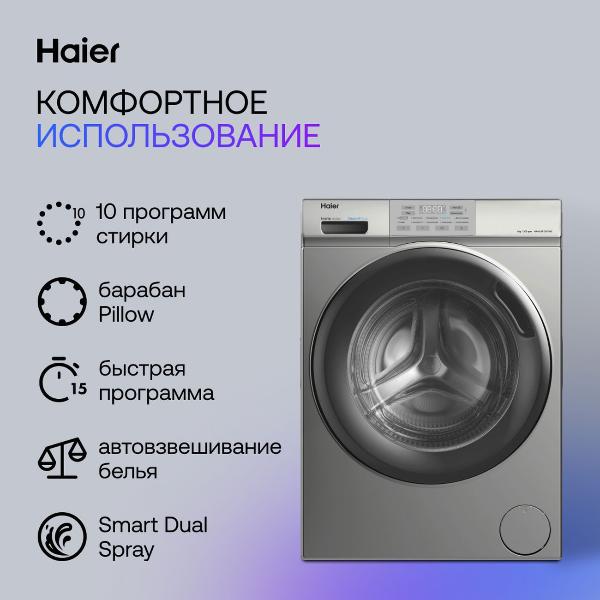 Haier
КОМФОРТНОЕ
ИСПОЛЬЗОВАНИЕ
10
10 программ
стирки
барабан
Pillow
15
быстрая
программа
автовзвешивание
белья
Smart Dual
Spray
Haier